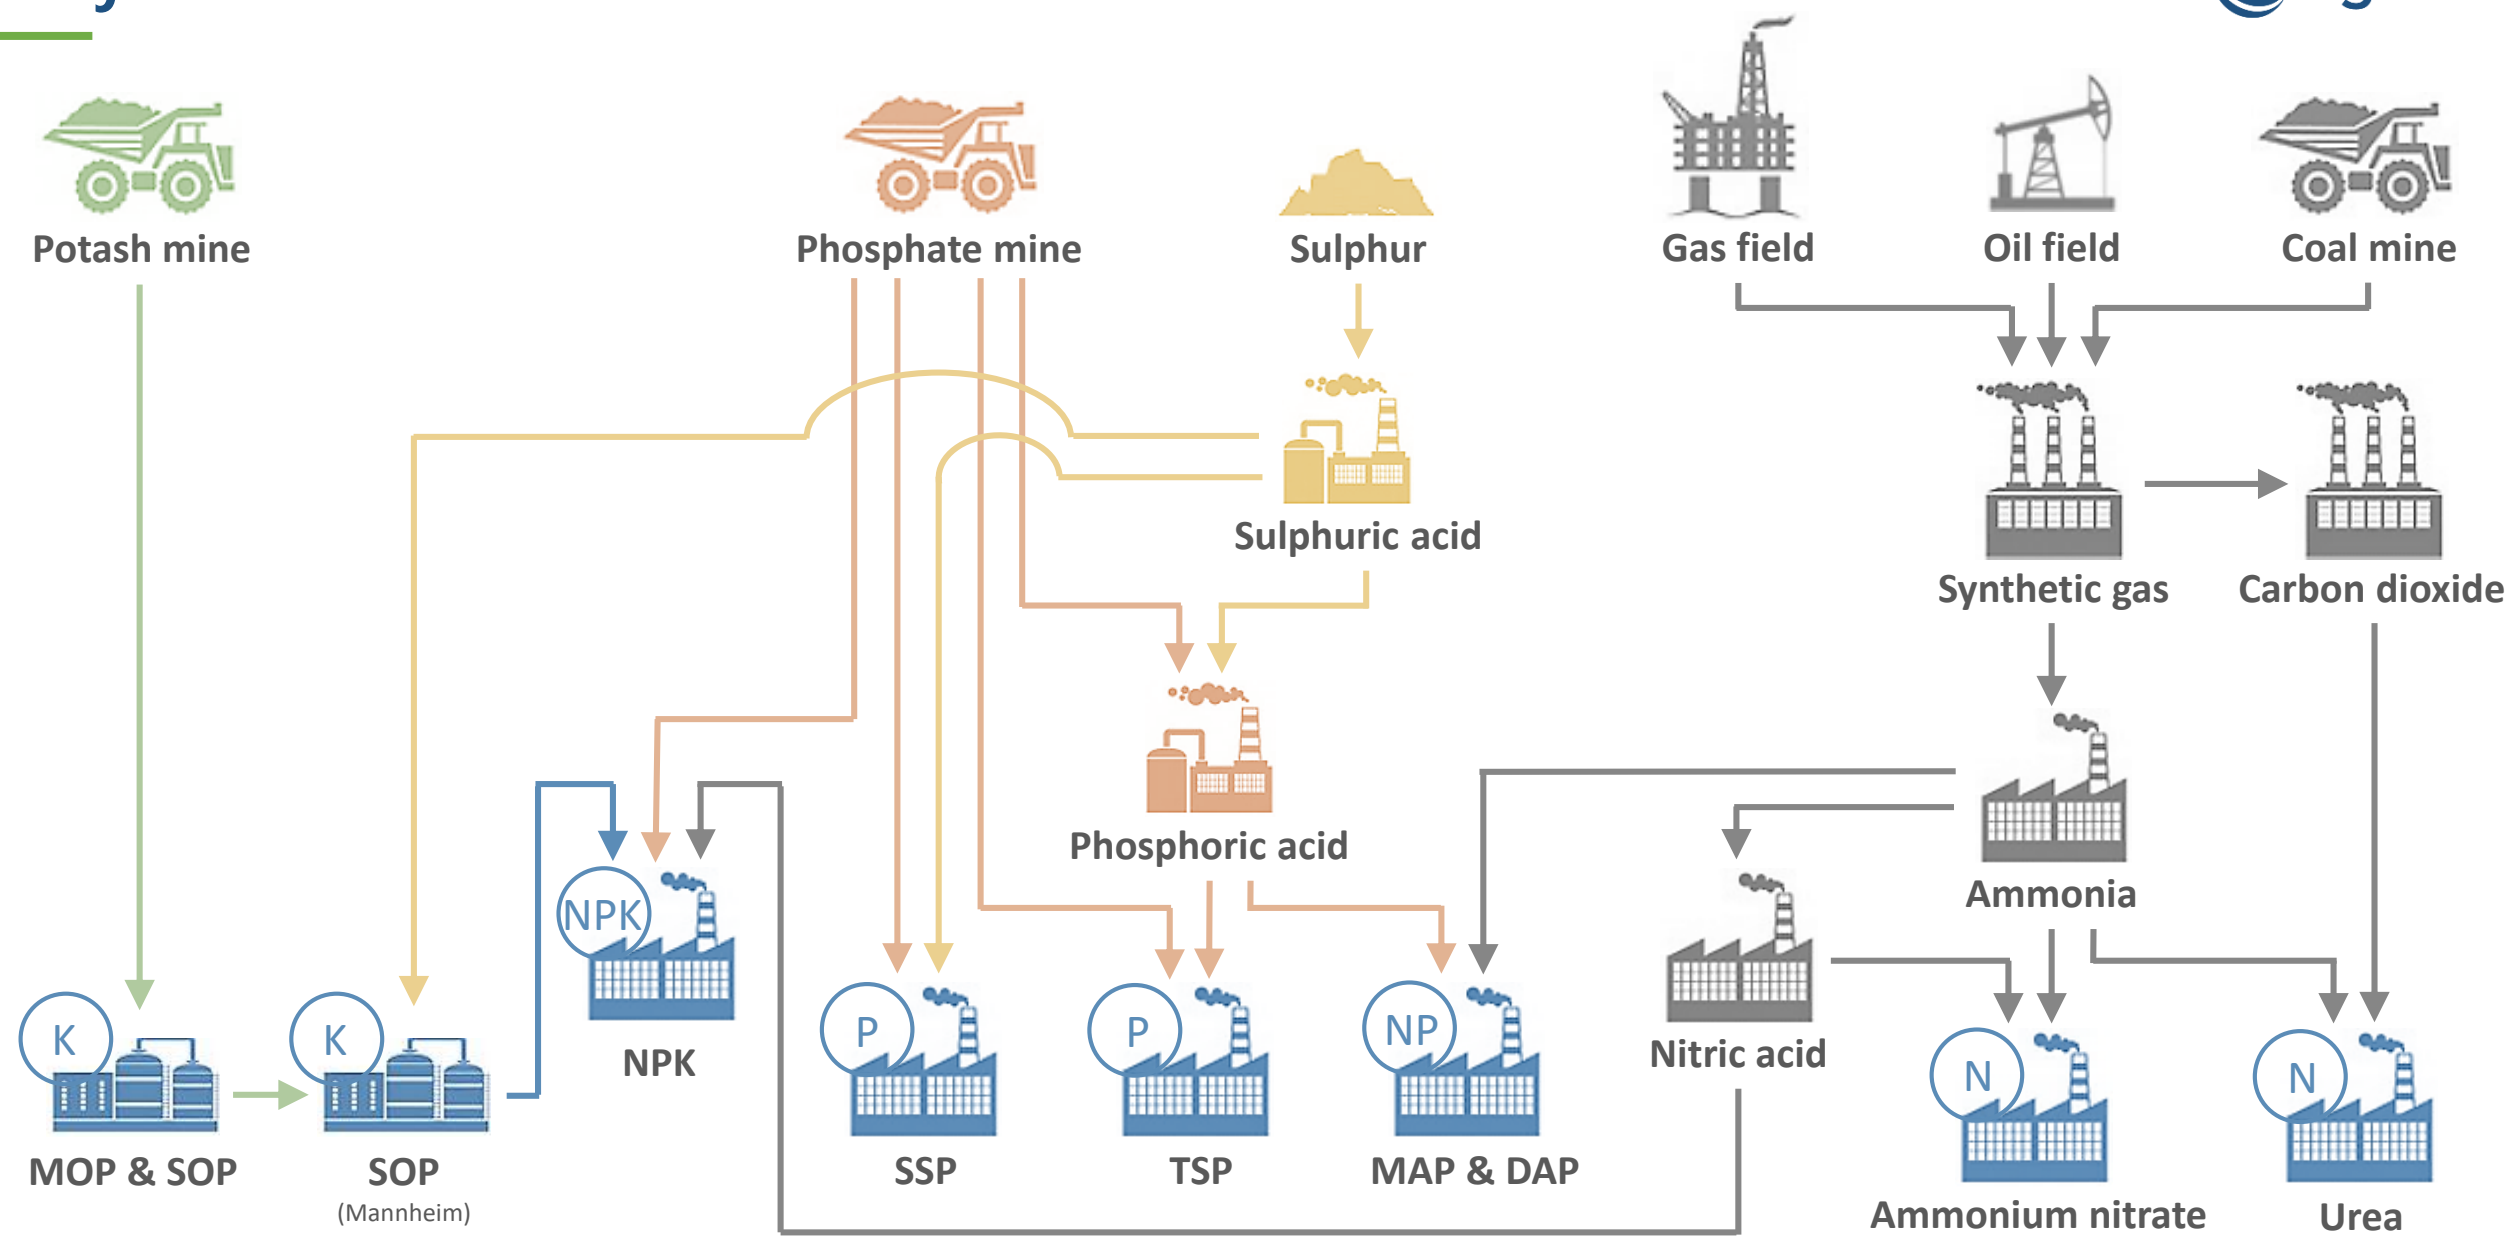 Potash mine
Phosphate mine
Sulphur
Gas field
Oil field
Coal mine
Sulphuric acid
Synthetic gas
Carbon dioxide
Phosphoric acid
Ammonia
NPK
NPK
K
K
P
P
NP
Nitric acid
N
N
MOP & SOP
SOP
(Mannheim)
SSP
TSP
MAP & DAP
Ammonium nitrate
Urea